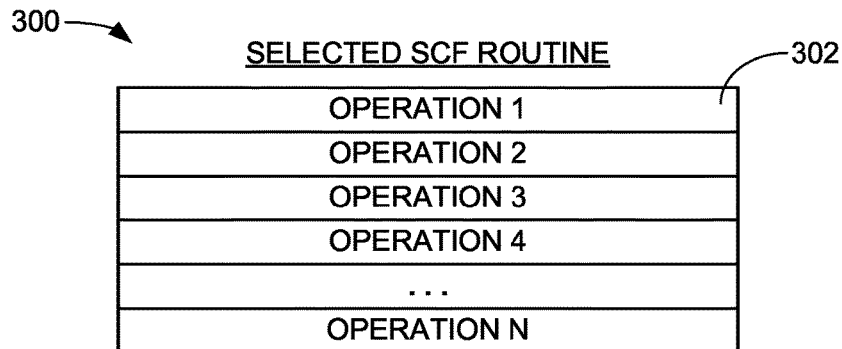 300
SELECTED SCF ROUTINE
302
OPERATION 1
OPERATION 2
OPERATION 3
OPERATION 4
. . .
OPERATION N